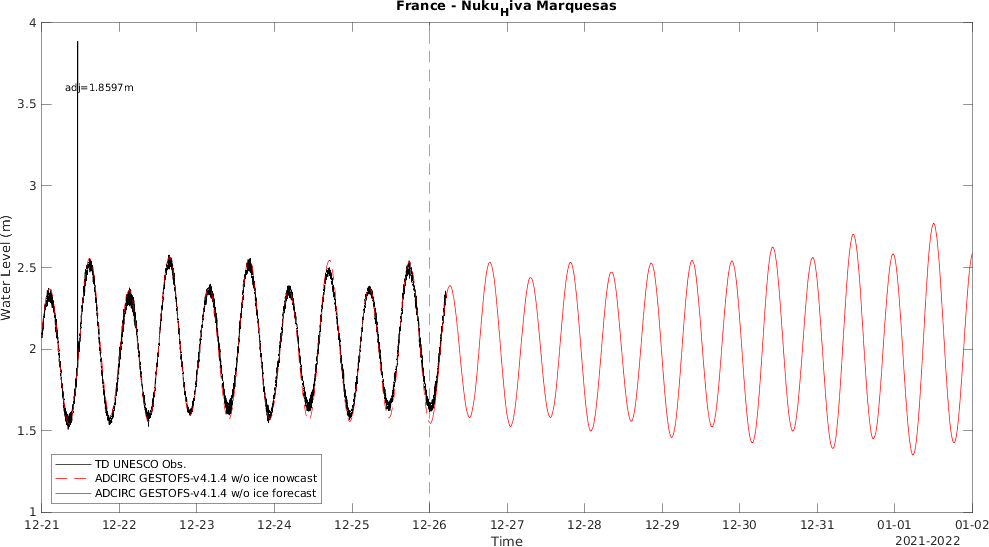 France - Nuku Hiva Marquesas
4
3.5
3
2.5
2
1.5
1
Water Level (m)
adj=1.8597m
TD UNESCO Obs.
ADCIRC GESTOFS-v4.1.4 w/o ice nowcast
ADCIRC GESTOFS-v4.1.4 w/o ice forecast
12-21 12-22 12-23 12-24 12-25 12-26 12-27 12-28 12-29 12-30 12-31 01-01 01-02
Time
2021-2022